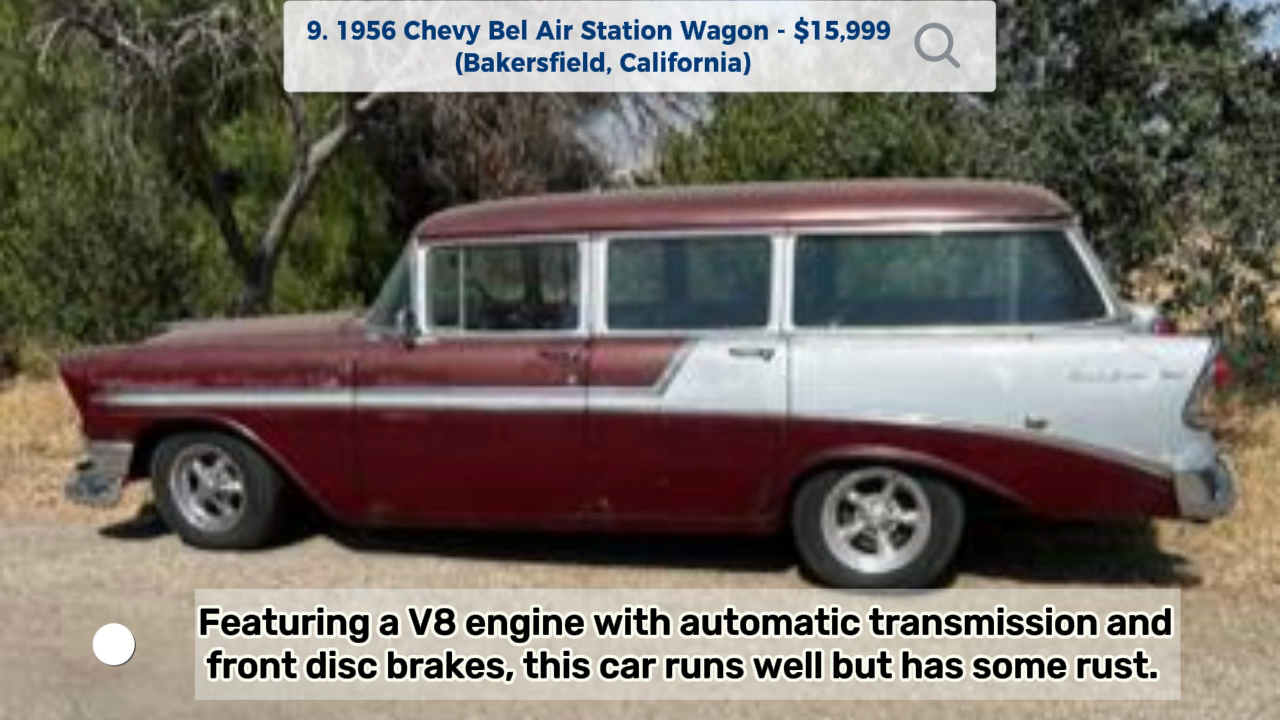 9. 1956 Chevy Bel Air Station Wagon - $15,999
(Bakersfield, California)
Featuring a V8 engine with automatic transmission and
front disc brakes, this car runs well but has some rust.